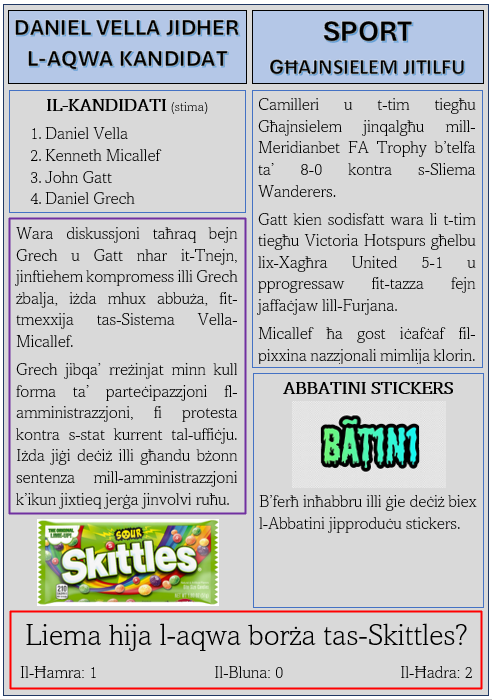 DANIEL VELLA JIDHER
L-AQWA KANDIDAT
IL-KANDIDATI (stima)
1. Daniel Vella
2. Kenneth Micallef
3. John Gatt
4. Daniel Grech
Wara diskussjoni taħraq bejn
Grech u Gatt nhar it-Tnejn,
jinftiehem kompromess illi Grech
żbalja, iżda mhux abbuża, fit-
tmexxija tas-Sistema Vella-
Micallef.
Grech jibqa' rreżinjat minn kull
forma ta' parteċipazzjoni fl-
amministrazzjoni, fi protesta
kontra s-stat kurrent tal-uffiċju.
Iżda jiġi deċiż illi għandu bżonn
sentenza mill-amministrazzjoni
k'ikun jixtieq jerġa jinvolvi ruħu.
THE ORIGINAL
LIME-UP!
SOUR
Skittles
210
SPORT
GĦAJNSIELEM JITILFU
Camilleri u t-tim tiegħu
Għajnsielem jinqalgħu mill-
Meridianbet FA Trophy b'telfa
ta' 8-0 kontra s-Sliema
Wanderers.
Gatt kien sodisfatt wara li t-tim
tiegħu Victoria Hotspurs għelbu
lix-Xagħra United 5-1 u
pprogressaw fit-tazza fejn
jaffaċjaw lill-Furjana.
Micallef ħa gost iċafċaf fil-
pixxina nazzjonali mimlija klorin.
ABBATINI STICKERS
BÃTINI
B'ferħ inħabbru illi ġie deċiż biex
l-Abbatini jipproduċu stickers.
Liema hija l-aqwa borża tas-Skittles?
Il-Ħamra: 1 Il-Bluna: 0 Il-Ħadra: 2